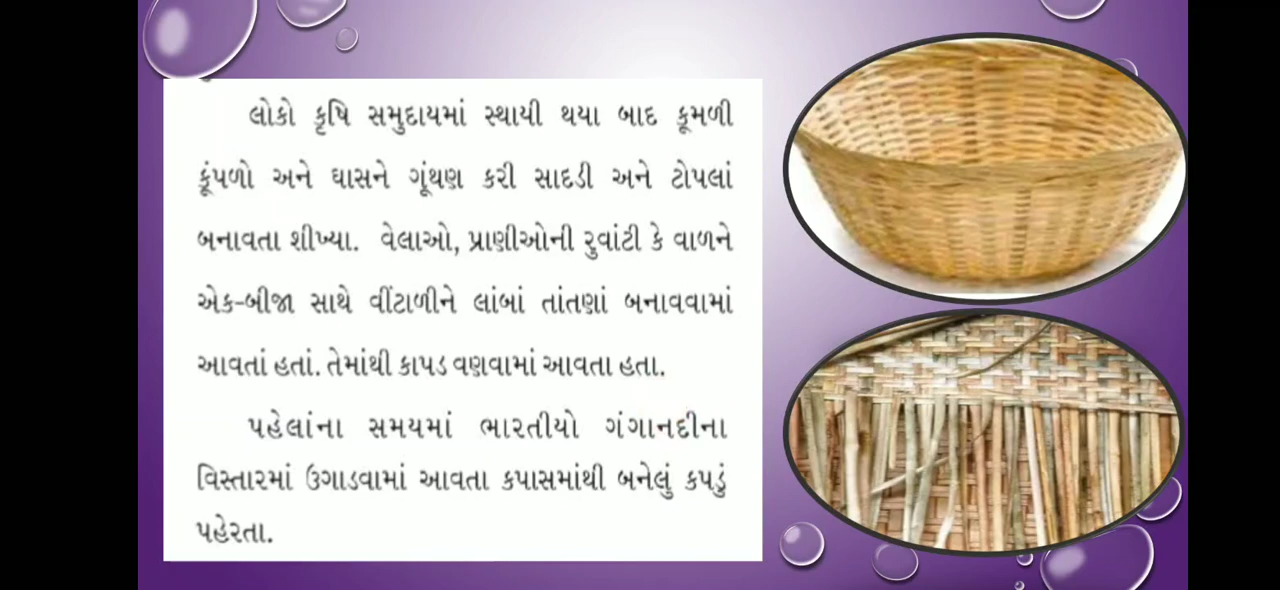 લોકો કૃષિ સમુદાયમાં સ્થાયી થયા બાદ કૂમળી
કૂંપળો અને ઘાસને ગૂંથણ કરી સાદડી અને ટોપલાં
બનાવતા શીખ્યા. વેલાઓ, પ્રાણીઓની રુવાંટી કે વાળને
એક-બીજા સાથે વીંટાળીને લાંબાં તાંતણાં બનાવવામાં
આવતાં હતાં. તેમાંથી કાપડ વણવામાં આવતા હતા.
પહેલાંના સમયમાં ભારતીયો ગંગાનદીના
વિસ્તારમાં ઉગાડવામાં આવતા કપાસમાંથી બનેલું કપડું
પહેરતા.